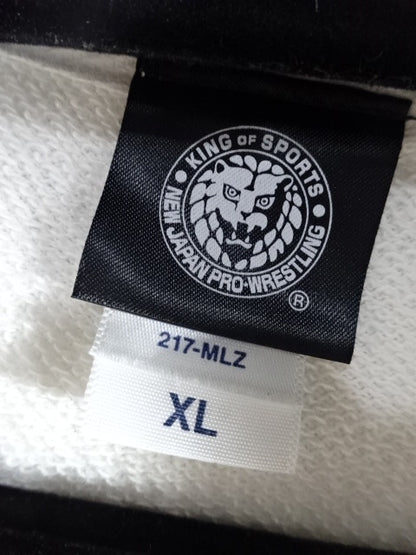 KING OF SPORTS
NEW JAPAN PRO-WRESTLING
®
217-MLZ
XL